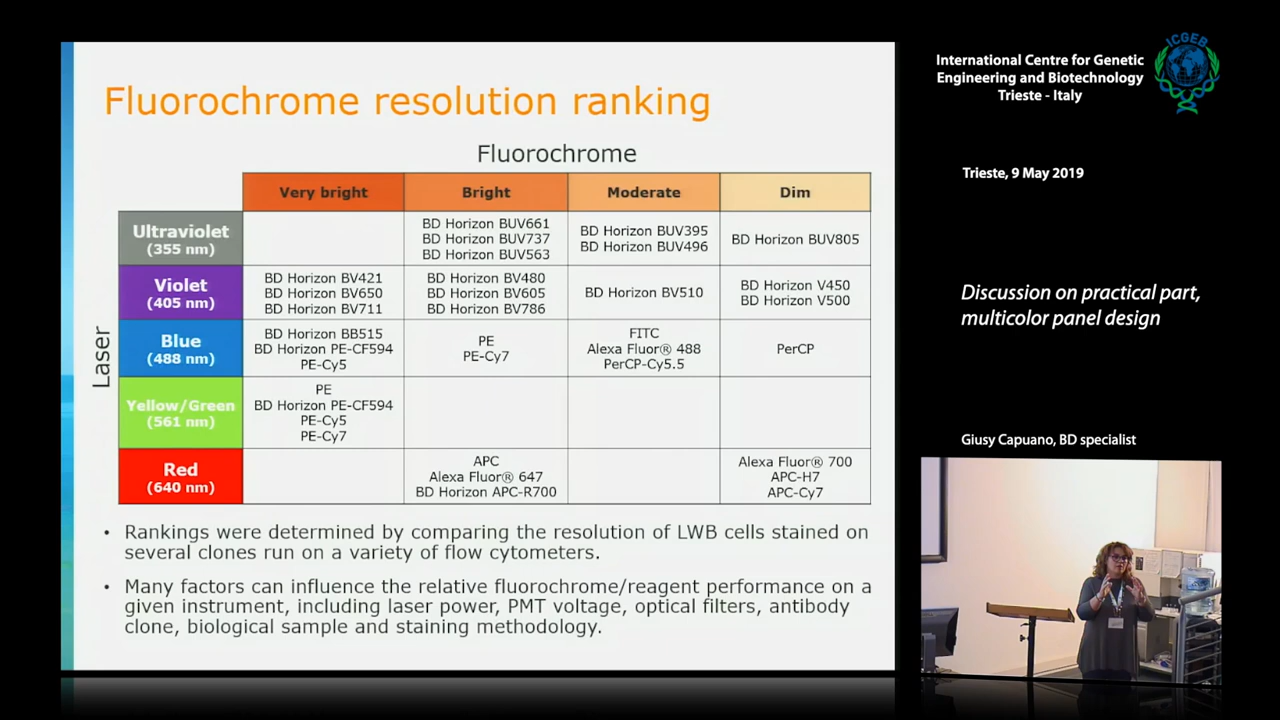 Fluorochrome resolution ranking
Fluorochrome
Very bright
Bright
Moderate
Dim
Laser
Ultraviolet
(355 nm)
BD Horizon BUV661
BD Horizon BUV737
BD Horizon BUV563
BD Horizon BUV395
BD Horizon BUV496
BD Horizon BUV805
Violet
(405 nm)
BD Horizon BV421
BD Horizon BV650
BD Horizon BV711
BD Horizon BV480
BD Horizon BV605
BD Horizon BV786
BD Horizon BV510
BD Horizon V450
BD Horizon V500
Blue
(488 nm)
BD Horizon BB515
BD Horizon PE-CF594
PE-Cy5
PE
PE-Cy7
FITC
Alexa Fluor® 488
PerCP-Cy5.5
PerCP
Yellow/Green
(561 nm)
PE
BD Horizon PE-CF594
PE-Cy5
PE-Cy7
Red
(640 nm)
APC
Alexa Fluor® 647
BD Horizon APC-R700
Alexa Fluor® 700
APC-H7
APC-Cy7
• Rankings were determined by comparing the resolution of LWB cells stained on
several clones run on a variety of flow cytometers.
• Many factors can influence the relative fluorochrome/reagent performance on a
given instrument, including laser power, PMT voltage, optical filters, antibody
clone, biological sample and staining methodology.
International Centre for Genetic
Engineering and Biotechnology
Trieste - Italy
ICGEB
Trieste, 9 May 2019
Discussion on practical part,
multicolor panel design
Giusy Capuano, BD specialist